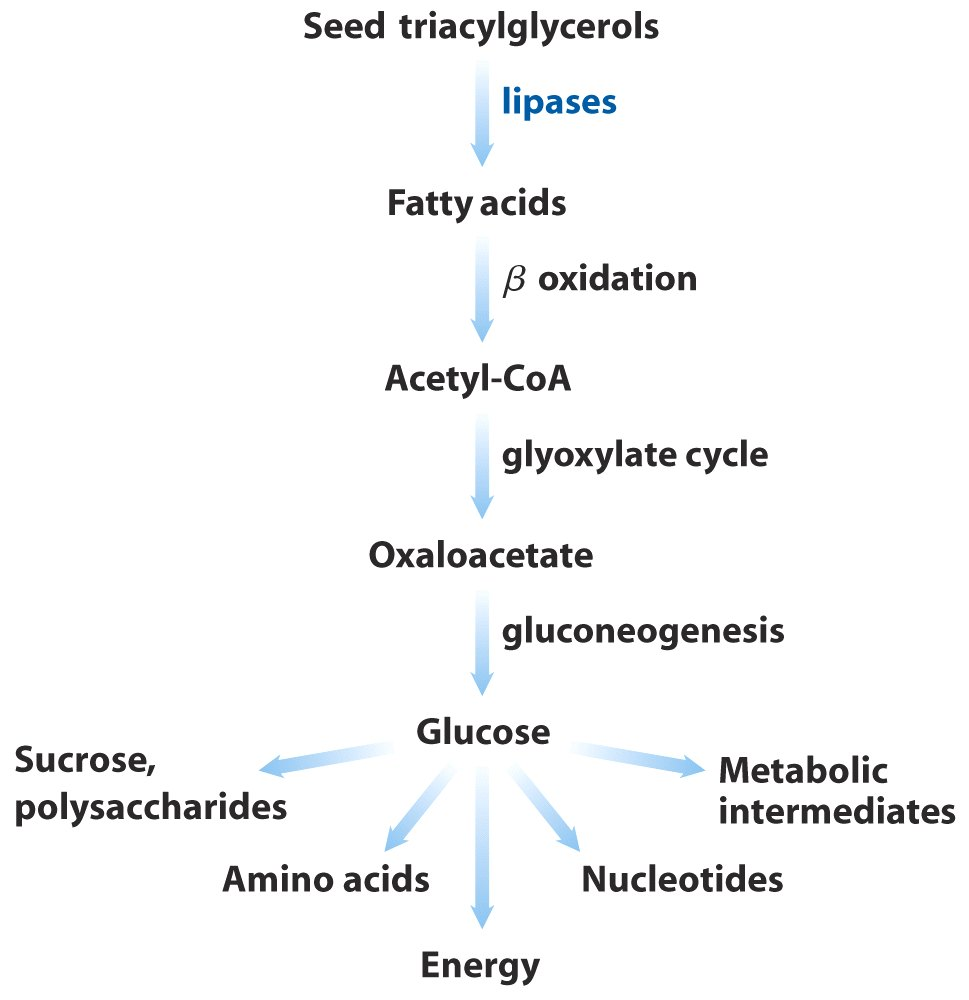 Seed triacylglycerols
lipases
Fatty acids
β oxidation
Acetyl-CoA
glyoxylate cycle
Oxaloacetate
gluconeogenesis
Glucose
Sucrose,
polysaccharides
Metabolic
intermediates
Amino acids
Nucleotides
Energy